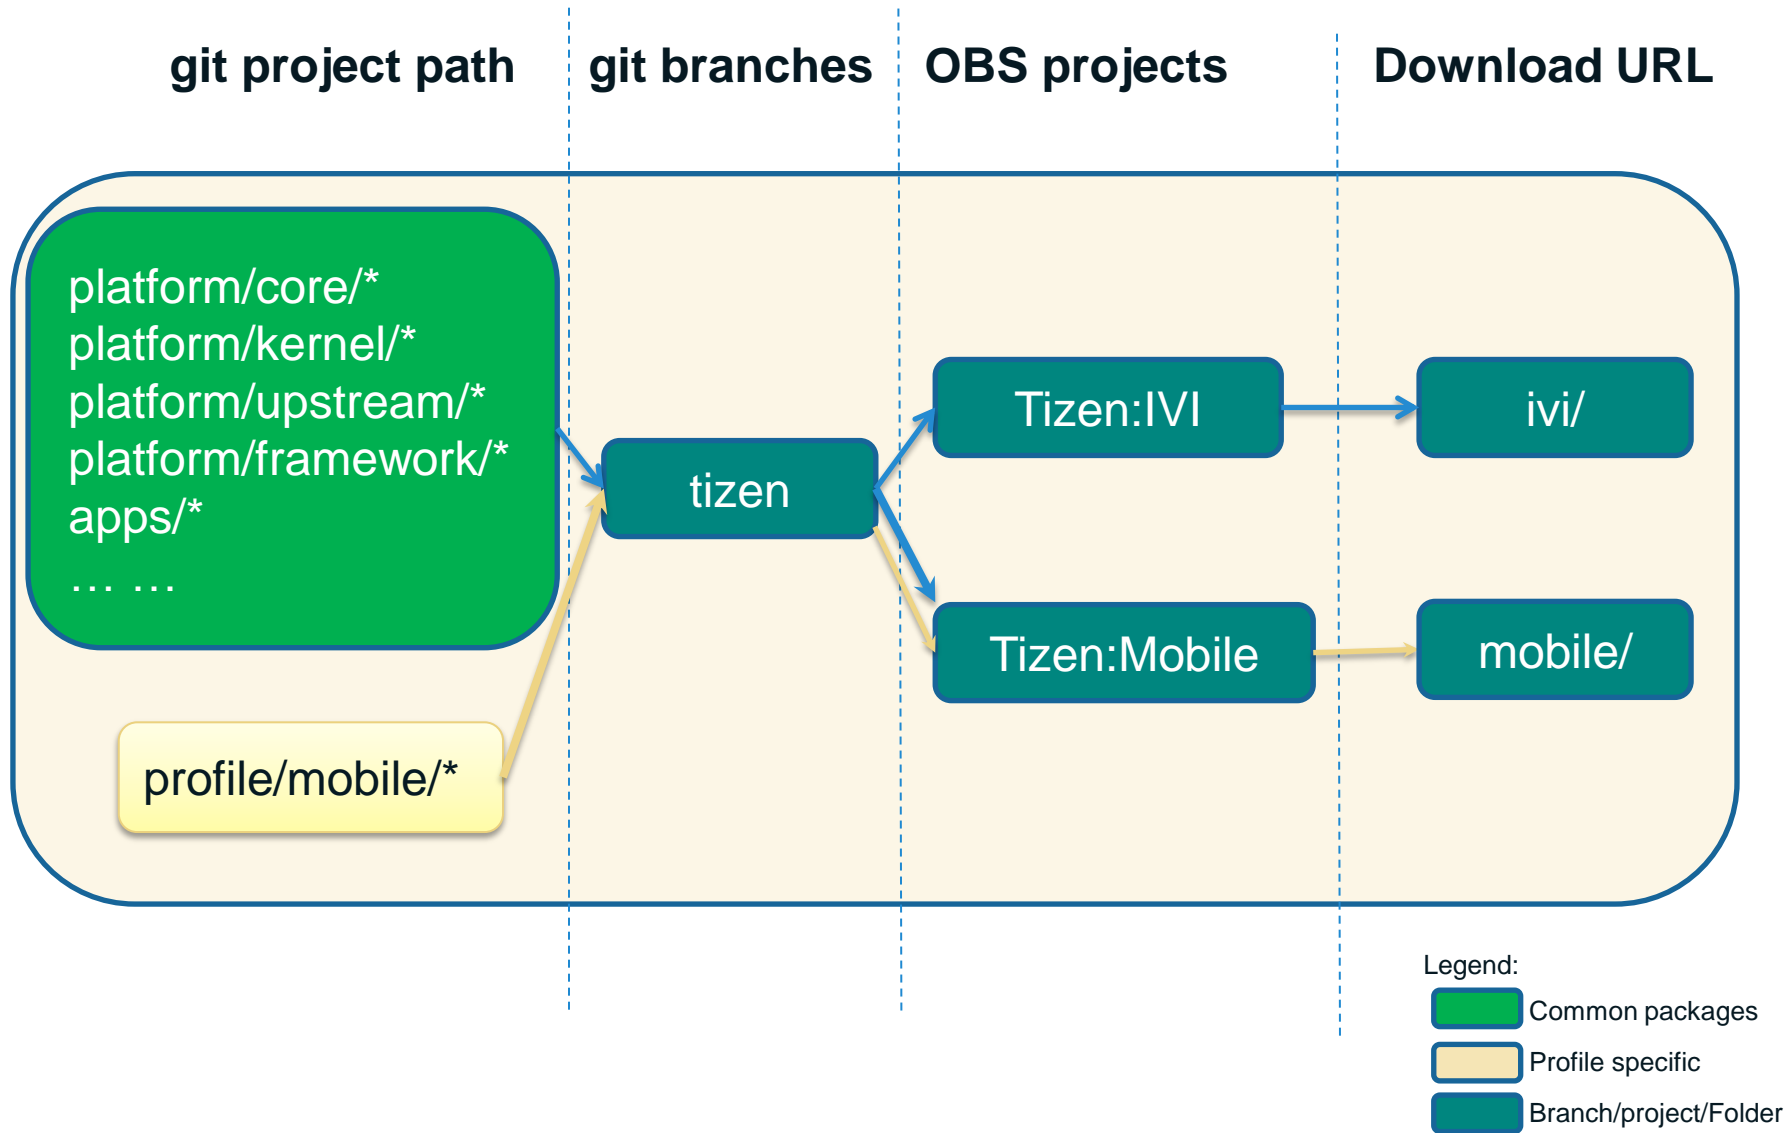 git project path
git branches
OBS projects
Download URL
platform/core/*
platform/kernel/*
platform/upstream/*
platform/framework/*
apps/*
… …
profile/mobile/*
tizen
Tizen:IVI
Tizen:Mobile
ivi/
mobile/
Legend:
Common packages
Profile specific
Branch/project/Folder